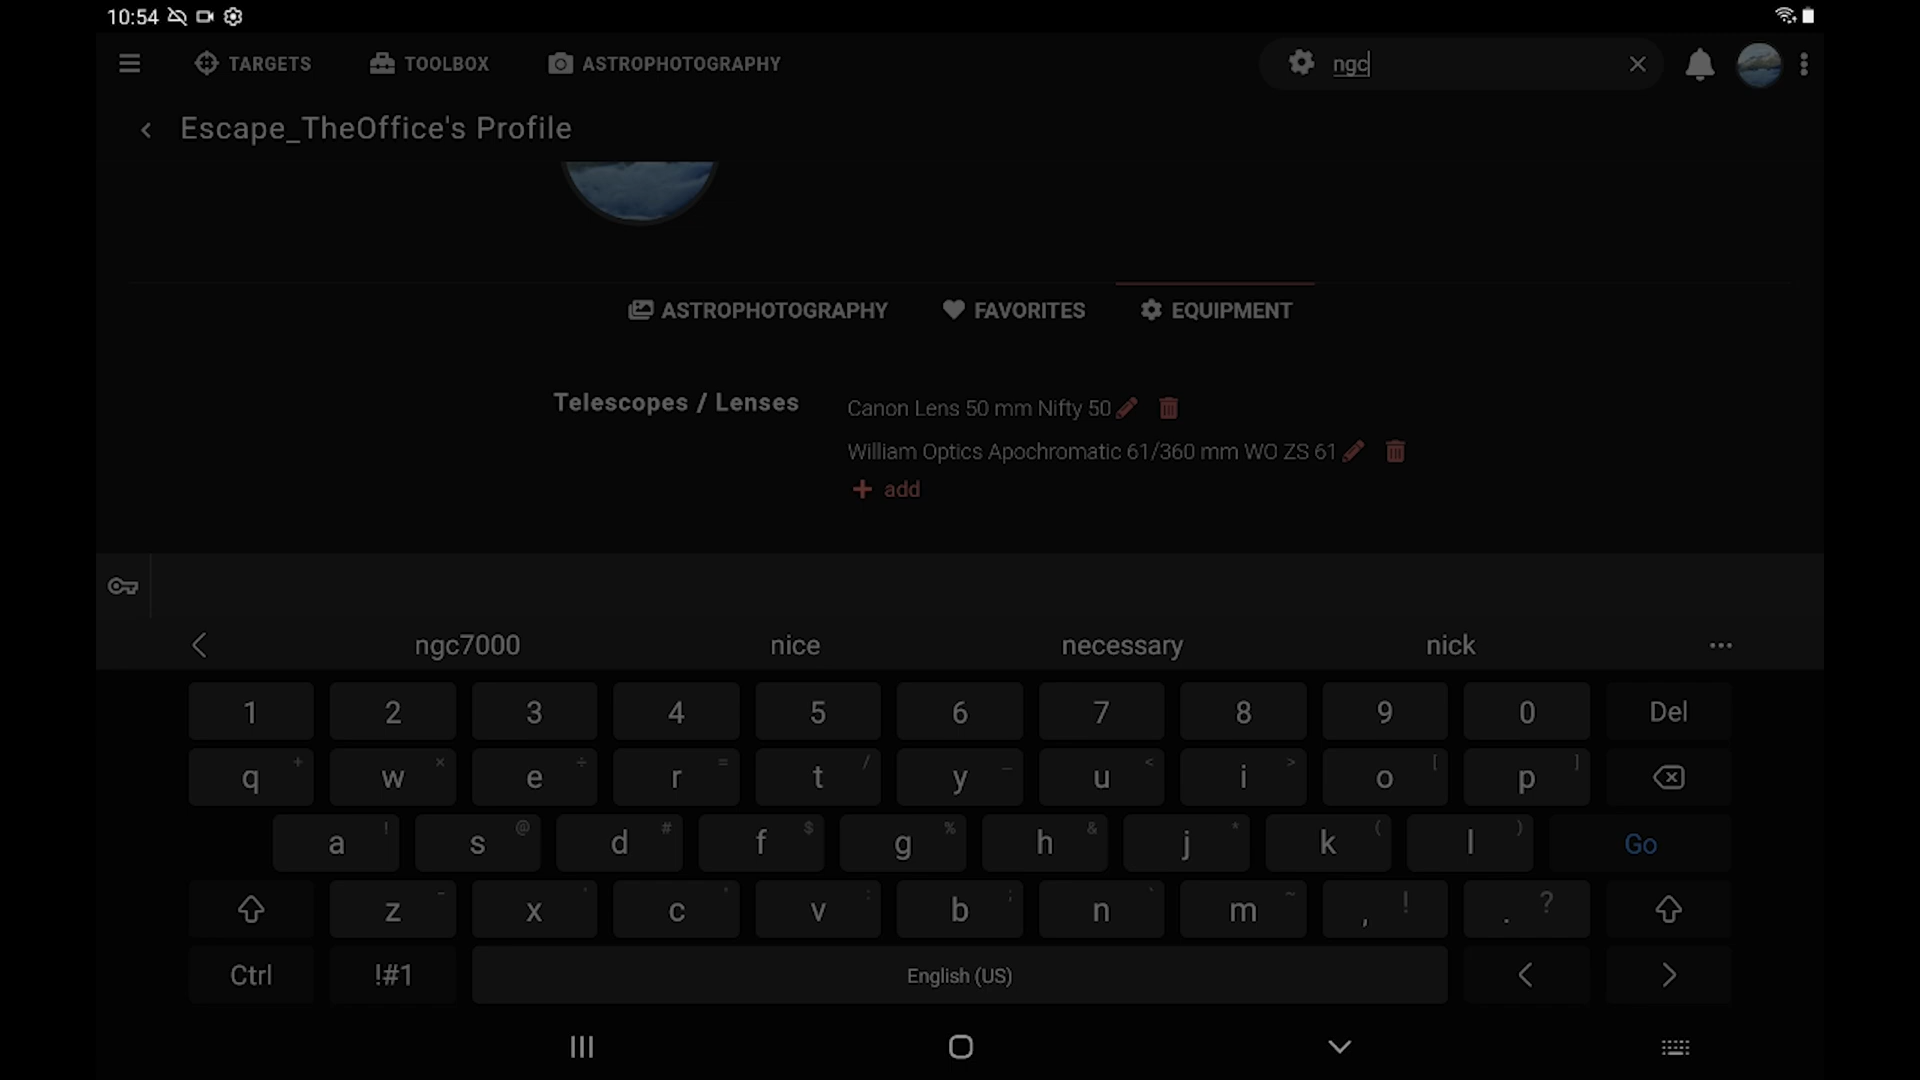 10:54
TARGETS TOOLBOX ASTROPHOTOGRAPHY ngc
Escape_TheOffice's Profile
ASTROPHOTOGRAPHY FAVORITES EQUIPMENT
Telescopes / Lenses
Canon Lens 50 mm Nifty 50
William Optics Apochromatic 61/360 mm WO ZS 61
+ add
ngc7000 nice necessary nick ...
1 2 3 4 5 6 7 8 9 0 Del
q + w × e ÷ r = t / y _ u < i > o [ p ]
a ! s @ d # f $ g % h & j * k ( l ) Go
z - x ' c " v : b ; n ` m ~ , ! . ?
Ctrl !#1 English (US) < >